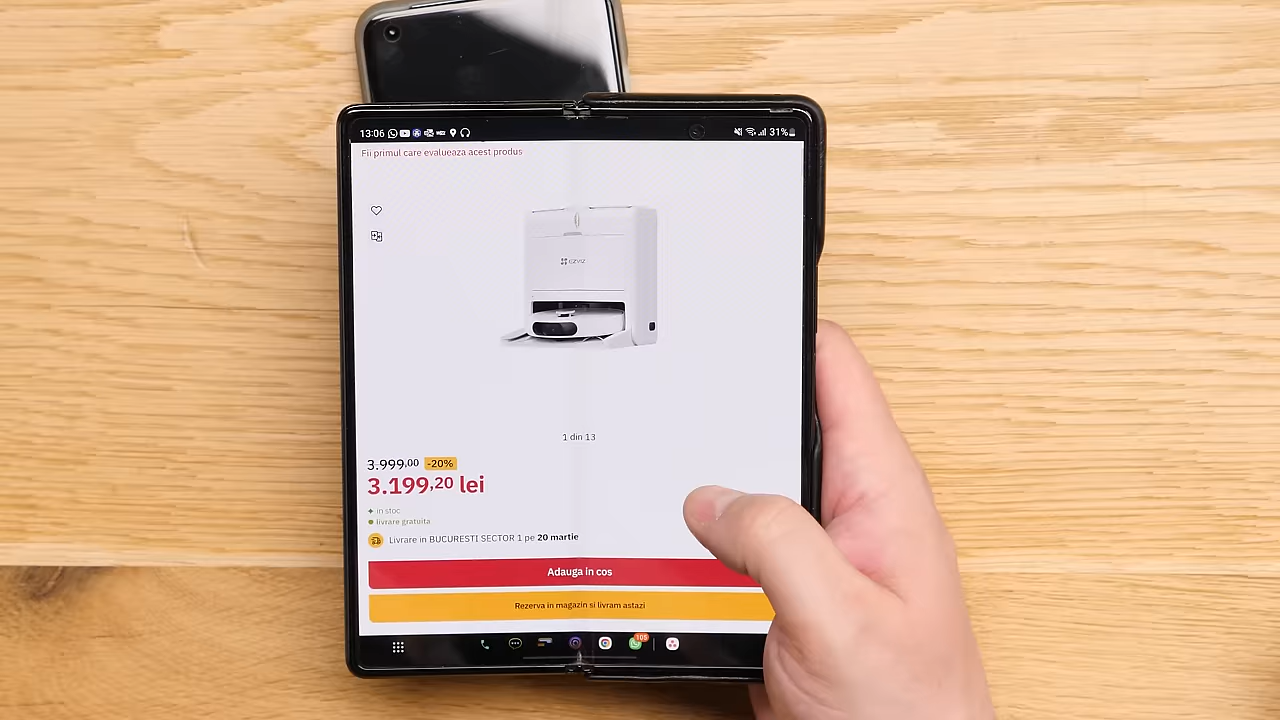 13:06
31%
Fii primul care evalueaza acest produs
EZVIZ
1 din 13
3.999,00 -20%
3.199,20 lei
in stoc
livrare gratuita
Livrare in BUCURESTI SECTOR 1 pe 20 martie
Adauga in cos
Rezerva in magazin si livram astazi
105